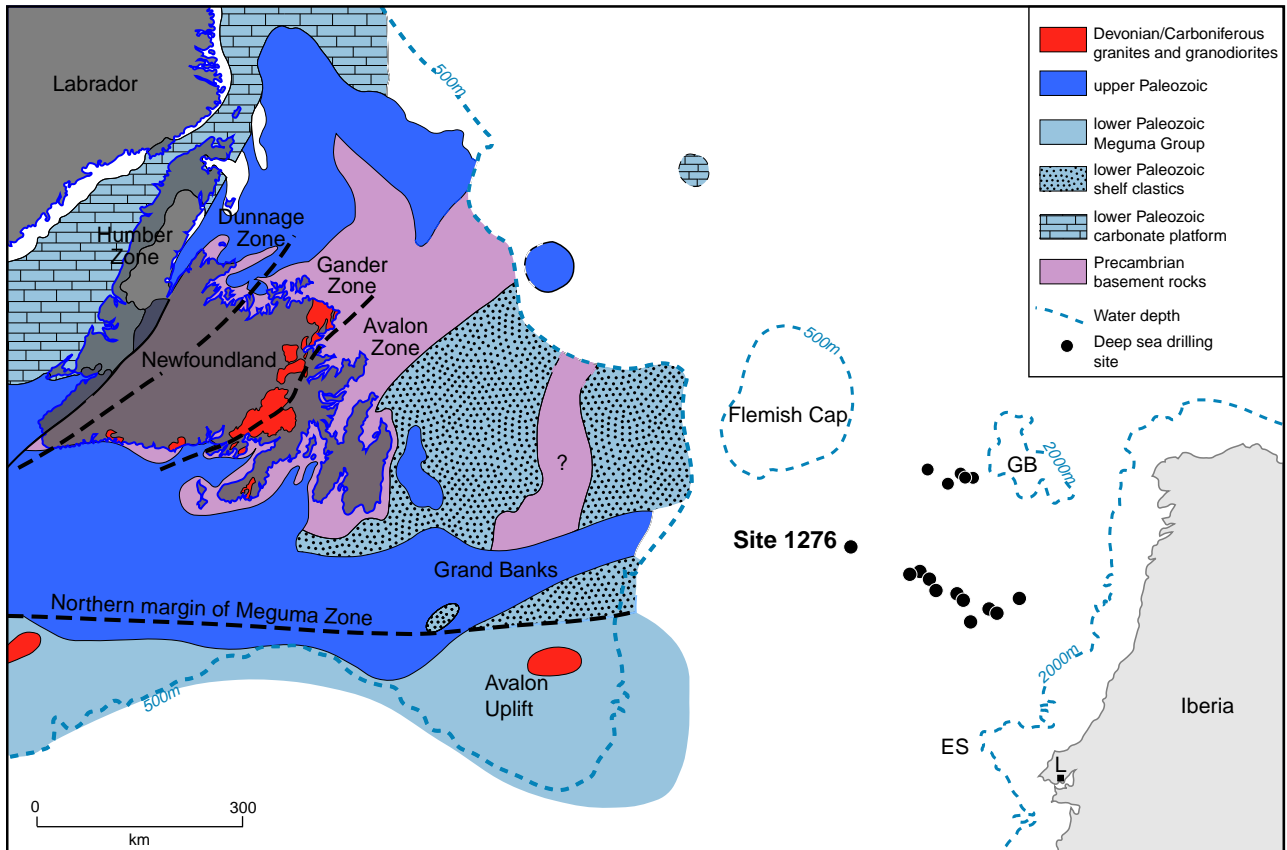 Labrador
500m
Devonian/Carboniferous
granites and granodiorites
upper Paleozoic
lower Paleozoic
Meguma Group
lower Paleozoic
shelf clastics
lower Paleozoic
carbonate platform
Precambrian
basement rocks
Water depth
Deep sea drilling
site
Humber
Zone
Dunnage
Zone
Gander
Zone
Avalon
Zone
Newfoundland
500m
Flemish Cap
?
GB
2000m
Site 1276
Grand Banks
Northern margin of Meguma Zone
500m
Avalon
Uplift
2000m
Iberia
ES
L
0
300
km